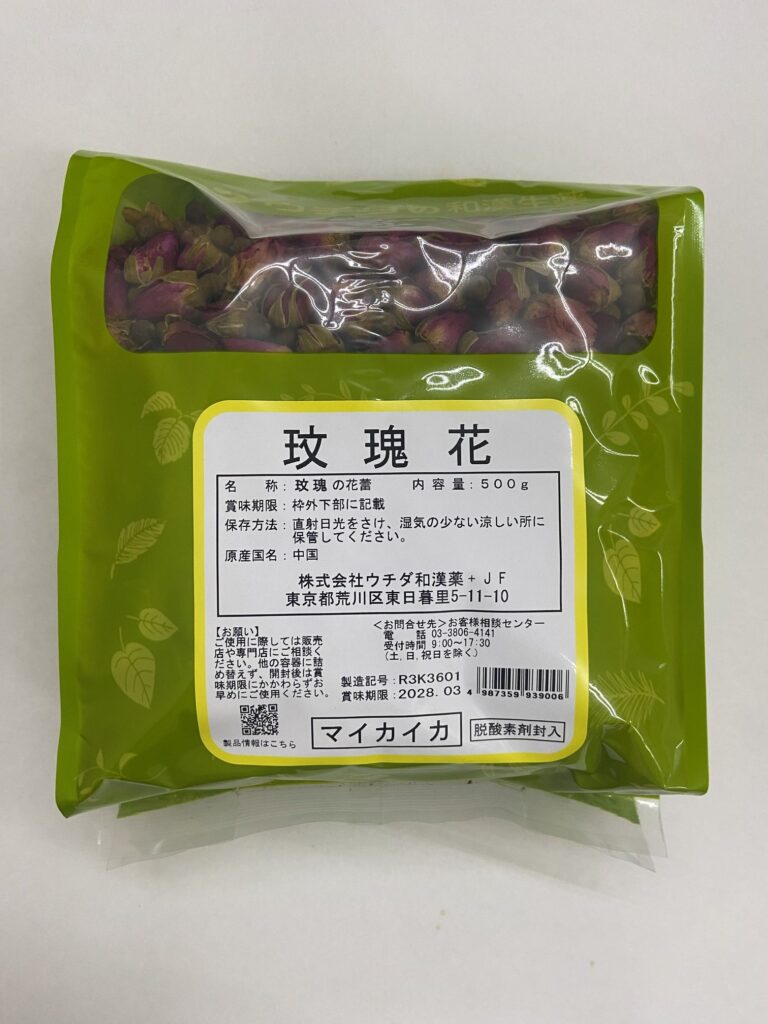 和漢生薬
玫瑰花
名　　称：玫瑰の花蕾　　内容量：500g
賞味期限：枠外下部に記載
保存方法：直射日光をさけ、湿気の少ない涼しい所に
保管してください。
原産国名：中国
株式会社ウチダ和漢薬+JF
東京都荒川区東日暮里5-11-10
【お願い】
ご使用に際しては販売
店や専門店にご相談く
ださい。他の容器に詰
め替えず、開封後は賞
味期限にかかわらずお
早めにご使用ください。
製品情報はこちら
<お問合せ先>お客様相談センター
電　話 03-3806-4141
受付時間 9:00~17:30
(土,日,祝日を除く)
製造記号:R3K3601
賞味期限:2028.03
4 987359 939006
マイカイカ
脱酸素剤封入